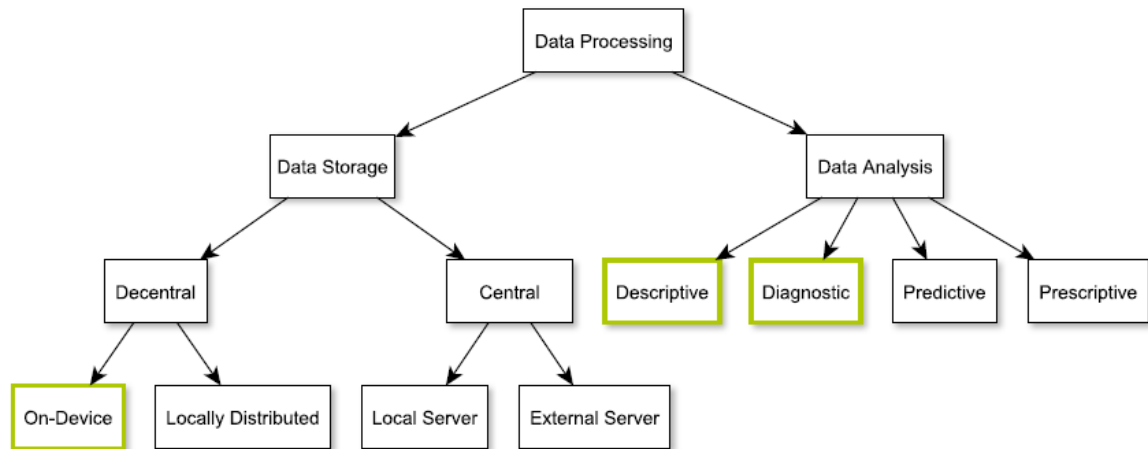 Data Processing
Data Storage
Data Analysis
Decentral
Central
Descriptive
Diagnostic
Predictive
Prescriptive
On-Device
Locally Distributed
Local Server
External Server